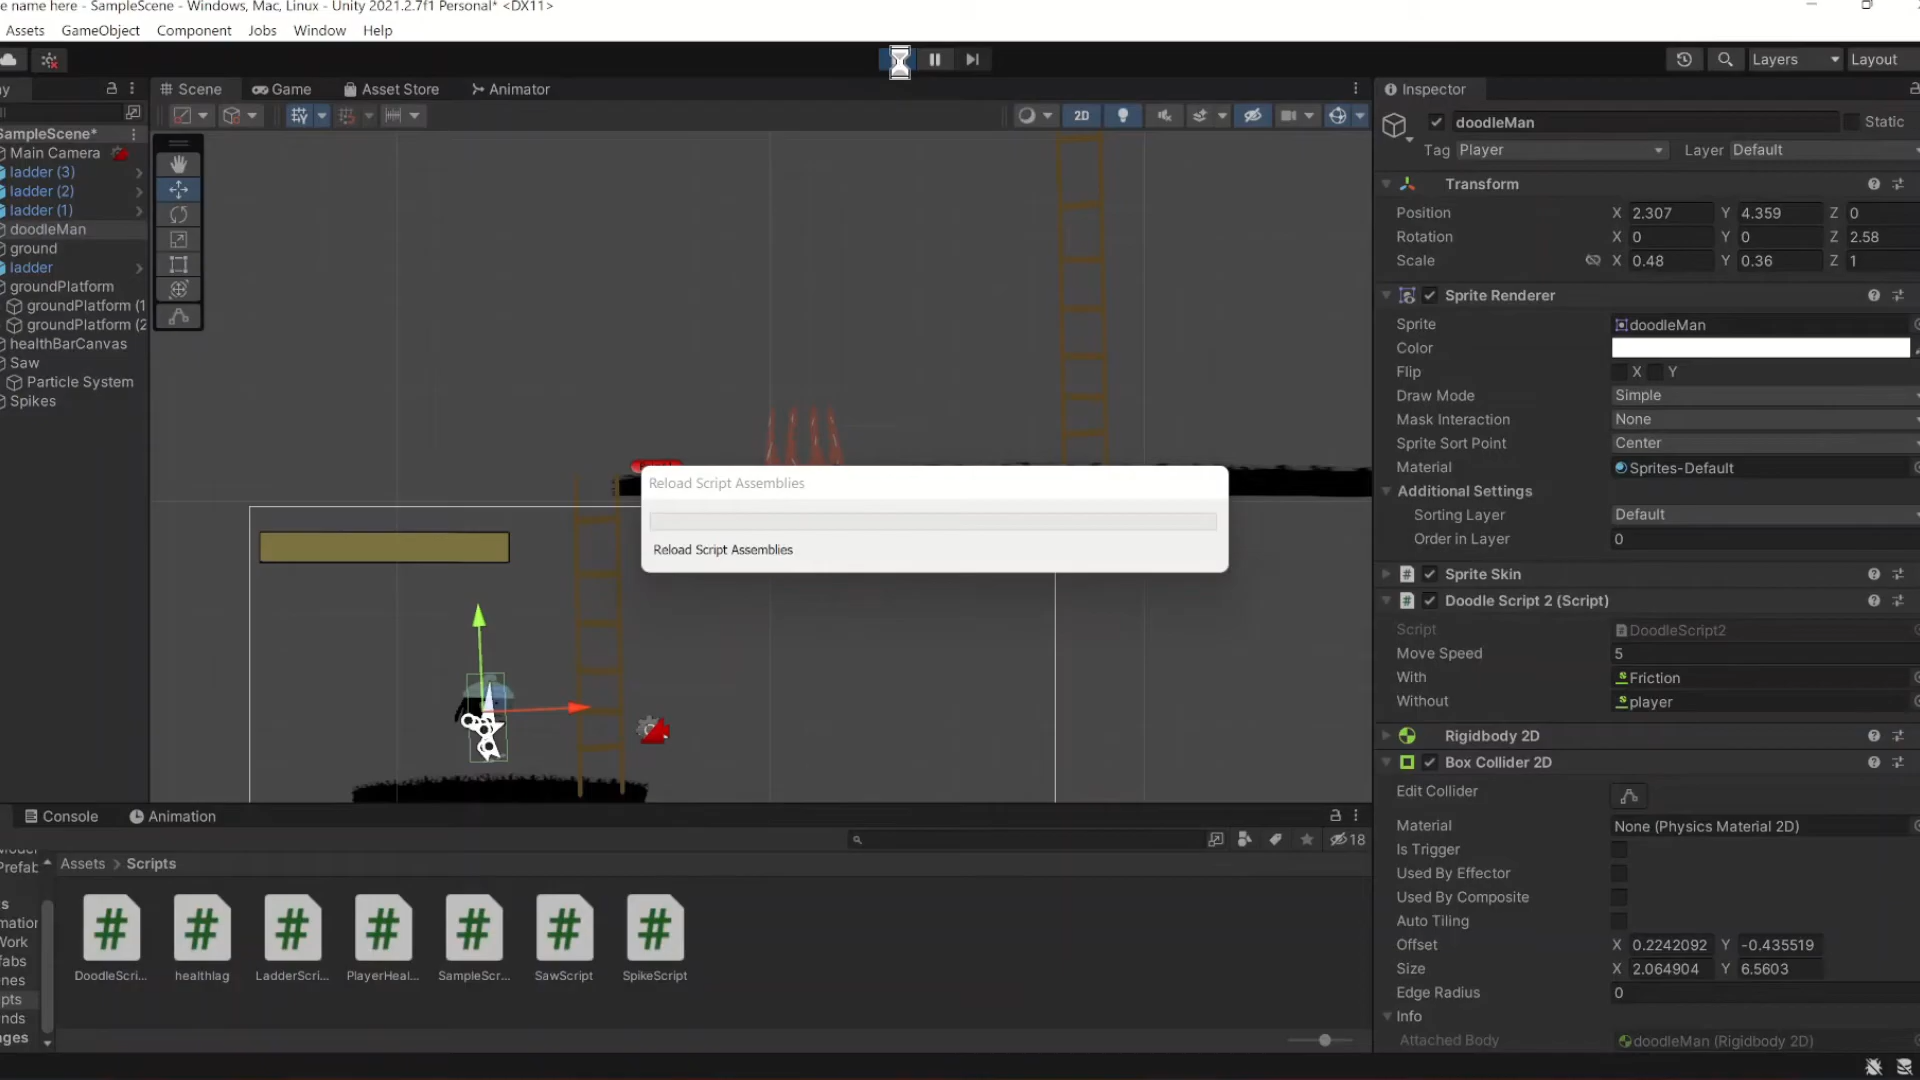 e name here - SampleScene - Windows, Mac, Linux - Unity 2021.2.7f1 Personal* <DX11>
Assets GameObject Component Jobs Window Help
Layers Layout
y Scene Game Asset Store Animator Inspector
2D
SampleScene*
Main Camera
ladder (3)
ladder (2)
ladder (1)
doodleMan
ground
ladder
groundPlatform
groundPlatform (1
groundPlatform (2
healthBarCanvas
Saw
Particle System
Spikes
Reload Script Assemblies
Reload Script Assemblies
doodleMan Static
Tag Player Layer Default
Transform
Position X 2.307 Y 4.359 Z 0
Rotation X 0 Y 0 Z 2.58
Scale X 0.48 Y 0.36 Z 1
Sprite Renderer
Sprite doodleMan
Color
Flip X Y
Draw Mode Simple
Mask Interaction None
Sprite Sort Point Center
Material Sprites-Default
Additional Settings
Sorting Layer Default
Order in Layer 0
Sprite Skin
Doodle Script 2 (Script)
Script DoodleScript2
Move Speed 5
With Friction
Without player
Rigidbody 2D
Box Collider 2D
Edit Collider
Material None (Physics Material 2D)
Is Trigger
Used By Effector
Used By Composite
Auto Tiling
Offset X 0.2242092 Y -0.435519
Size X 2.064904 Y 6.5603
Edge Radius 0
Info
Attached Body doodleMan (Rigidbody 2D)
Console Animation
18
Prefab
s
mation
Work
fabs
enes
pts
nds
ages
Assets > Scripts
DoodleScri... healthlag LadderScri... PlayerHeal... SampleScr... SawScript SpikeScript